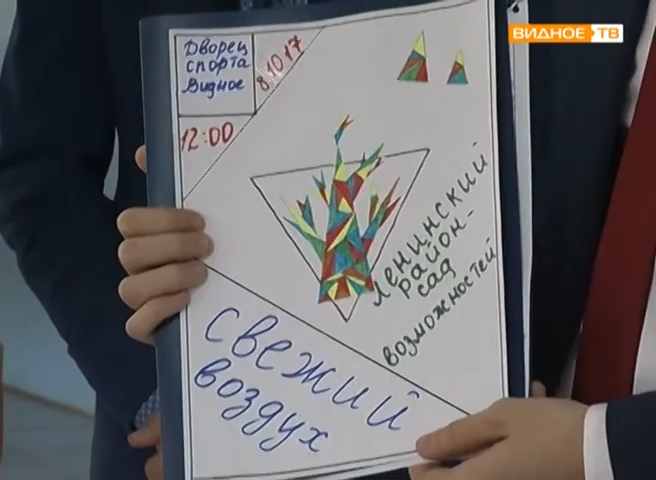 ВИДНОЕ ТВ
Дворец
спорта
Видное
8.10.17
12:00
Ленинский
район-
сад
возможностей
свежий
воздух